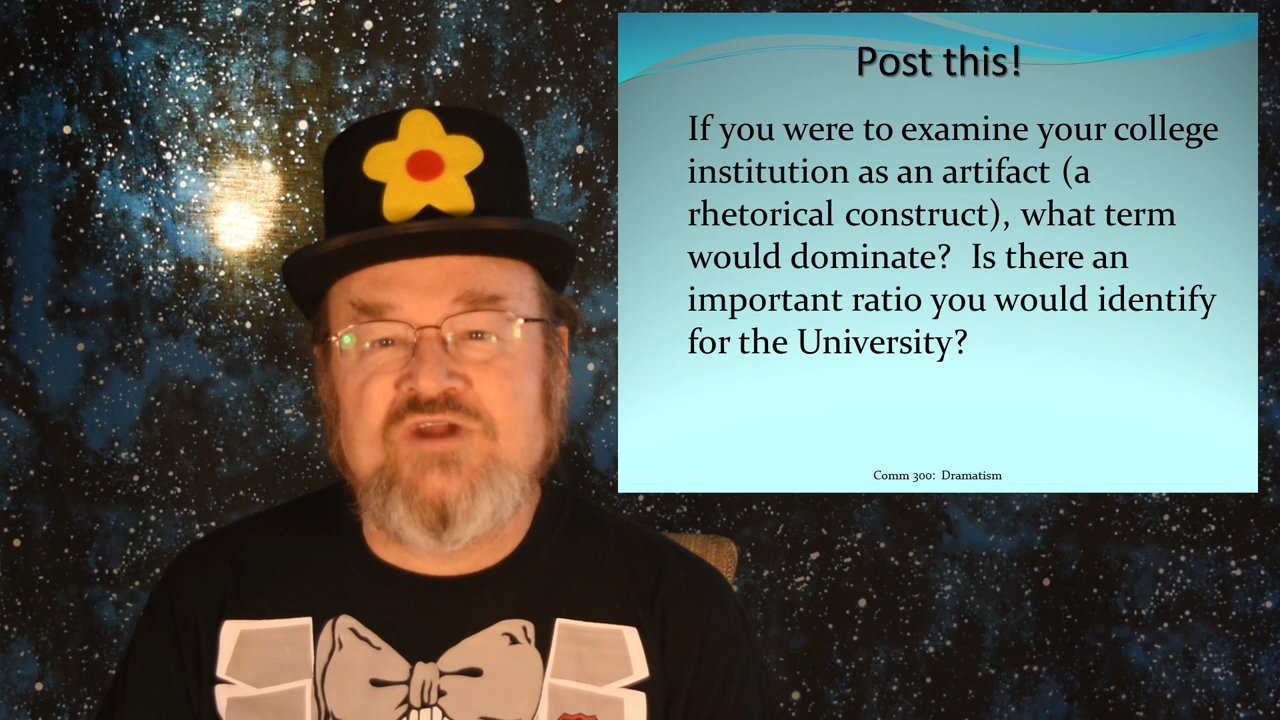 Post this!
If you were to examine your college
institution as an artifact (a
rhetorical construct), what term
would dominate?  Is there an
important ratio you would identify
for the University?
Comm 300:  Dramatism